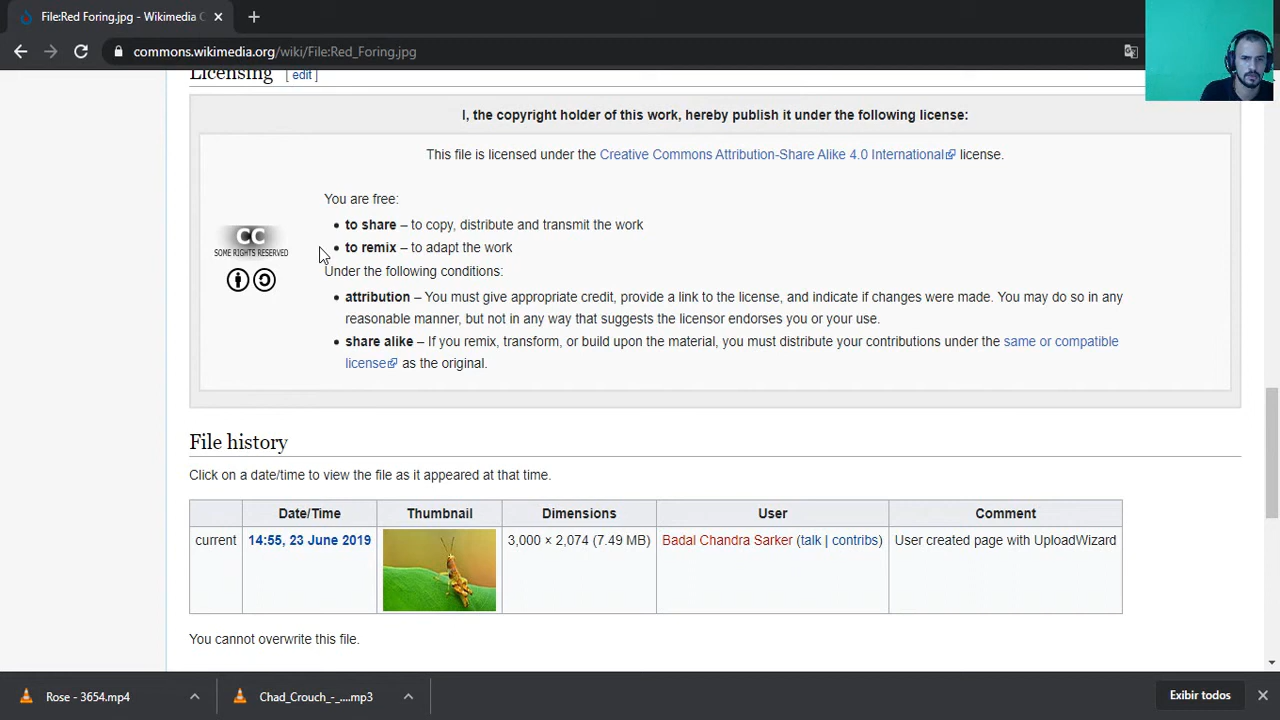 File:Red Foring.jpg - Wikimedia C
commons.wikimedia.org/wiki/File:Red_Foring.jpg
Licensing [ edit ]
I, the copyright holder of this work, hereby publish it under the following license:
This file is licensed under the Creative Commons Attribution-Share Alike 4.0 International license.
CC
SOME RIGHTS RESERVED
You are free:
• to share – to copy, distribute and transmit the work
• to remix – to adapt the work
Under the following conditions:
• attribution – You must give appropriate credit, provide a link to the license, and indicate if changes were made. You may do so in any
reasonable manner, but not in any way that suggests the licensor endorses you or your use.
• share alike – If you remix, transform, or build upon the material, you must distribute your contributions under the same or compatible
license as the original.
File history
Click on a date/time to view the file as it appeared at that time.
Date/Time Thumbnail Dimensions User Comment
current 14:55, 23 June 2019 3,000 × 2,074 (7.49 MB) Badal Chandra Sarker (talk | contribs) User created page with UploadWizard
You cannot overwrite this file.
Rose - 3654.mp4 Chad_Crouch_-_....mp3 Exibir todos